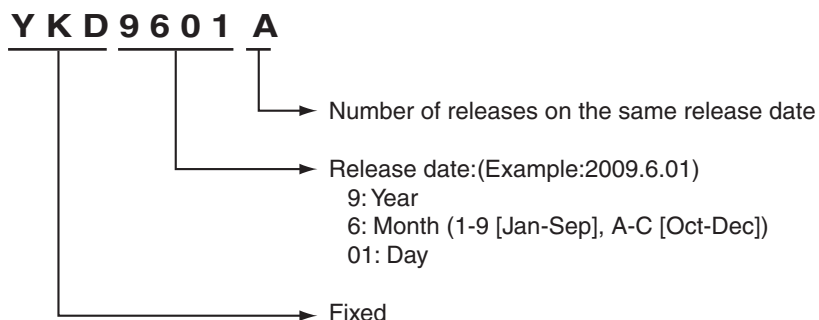 YKD9601A
Number of releases on the same release date
Release date:(Example:2009.6.01)
9: Year
6: Month (1-9 [Jan-Sep], A-C [Oct-Dec])
01: Day
Fixed